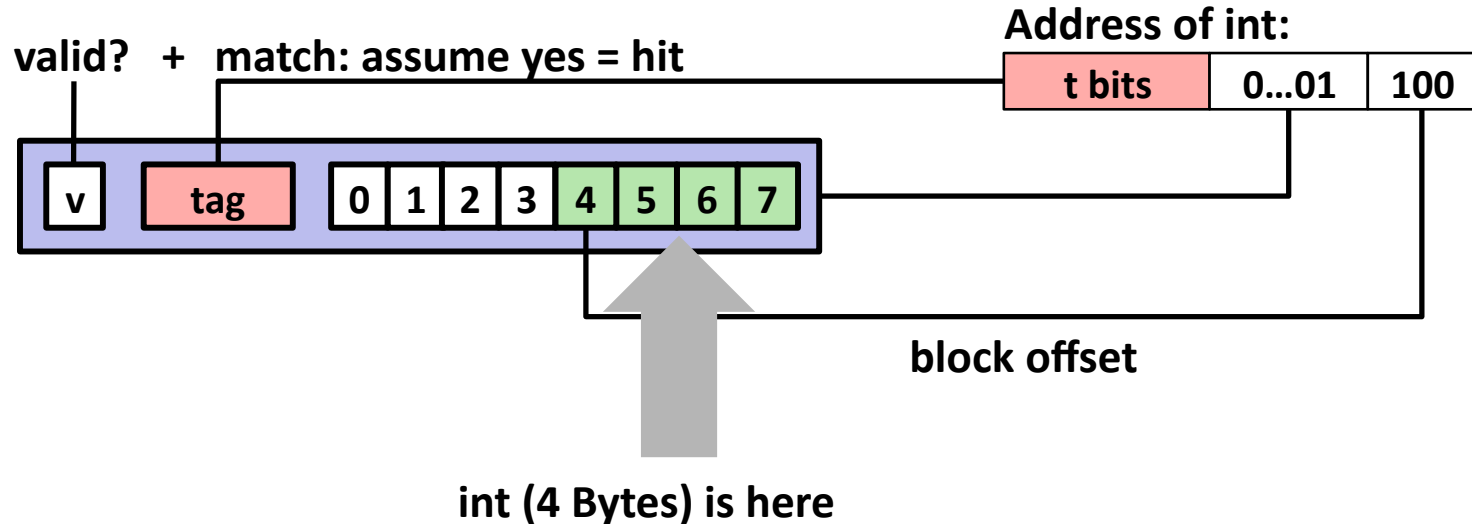 Address of int:
valid? + match: assume yes = hit
t bits 0...01 100
v tag 0 1 2 3 4 5 6 7
block offset
int (4 Bytes) is here